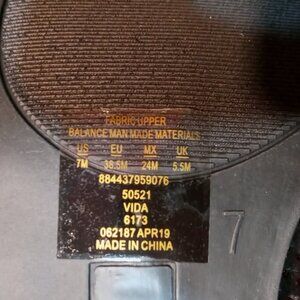 FABRIC UPPER
BALANCE MAN MADE MATERIALS
US EU MX UK
7M 38.5M 24M 5.5M
884437959076
50521
VIDA
6173
062187 APR19
MADE IN CHINA
7